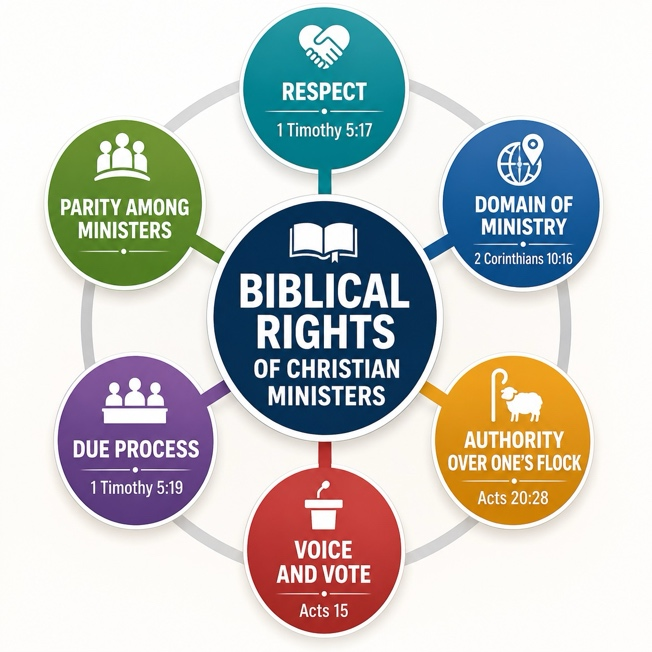 BIBLICAL
RIGHTS
OF CHRISTIAN
MINISTERS
RESPECT
1 Timothy 5:17
DOMAIN OF
MINISTRY
2 Corinthians 10:16
AUTHORITY
OVER ONE'S FLOCK
Acts 20:28
VOICE
AND VOTE
Acts 15
DUE PROCESS
1 Timothy 5:19
PARITY AMONG
MINISTERS